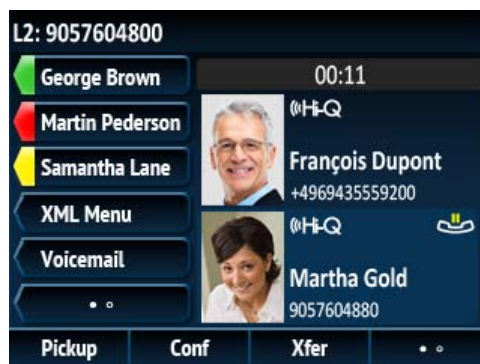 L2: 9057604800
George Brown
Martin Pederson
Samantha Lane
XML Menu
Voicemail
00:11
Hi-Q
François Dupont
+4969435559200
Hi-Q
Martha Gold
9057604880
Pickup Conf Xfer